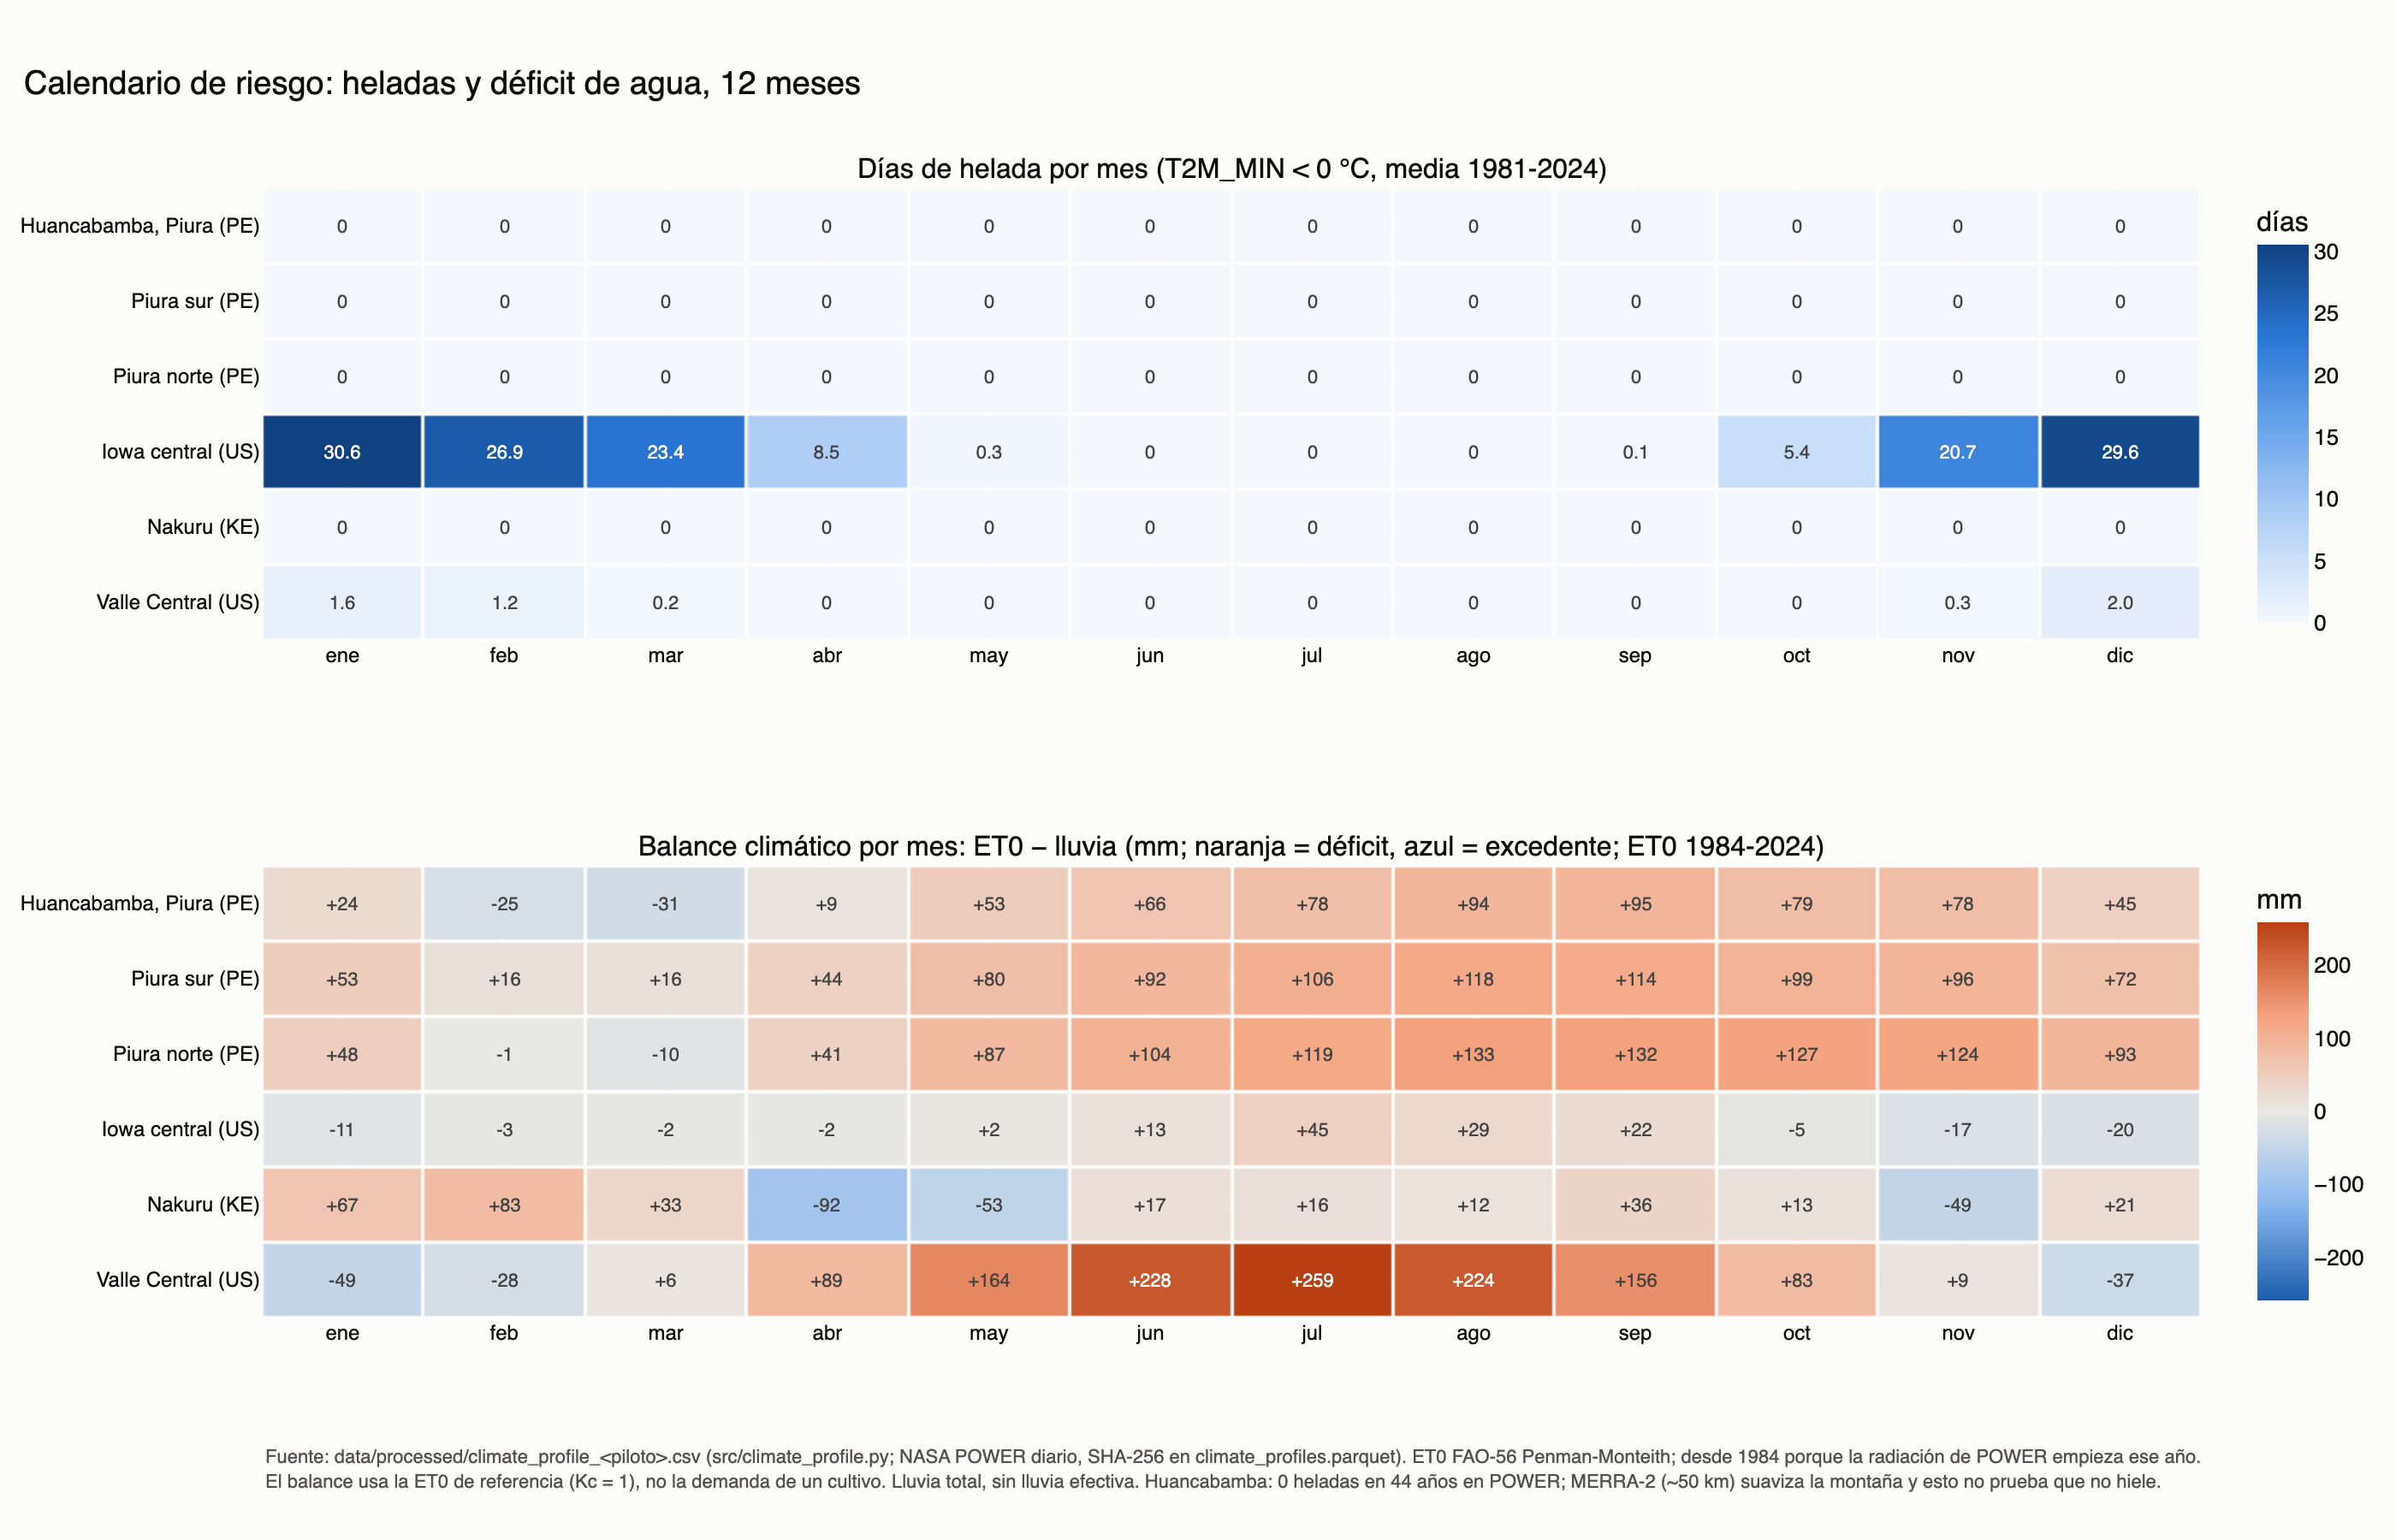 Calendario de riesgo: heladas y déficit de agua, 12 meses
Días de helada por mes (T2M_MIN < 0 °C, media 1981-2024)
Huancabamba, Piura (PE) 0 0 0 0 0 0 0 0 0 0 0 0
Piura sur (PE) 0 0 0 0 0 0 0 0 0 0 0 0
Piura norte (PE) 0 0 0 0 0 0 0 0 0 0 0 0
Iowa central (US) 30.6 26.9 23.4 8.5 0.3 0 0 0 0.1 5.4 20.7 29.6
Nakuru (KE) 0 0 0 0 0 0 0 0 0 0 0 0
Valle Central (US) 1.6 1.2 0.2 0 0 0 0 0 0 0 0.3 2.0
ene feb mar abr may jun jul ago sep oct nov dic
días
30
25
20
15
10
5
0
Balance climático por mes: ET0 – lluvia (mm; naranja = déficit, azul = excedente; ET0 1984-2024)
Huancabamba, Piura (PE) +24 -25 -31 +9 +53 +66 +78 +94 +95 +79 +78 +45
Piura sur (PE) +53 +16 +16 +44 +80 +92 +106 +118 +114 +99 +96 +72
Piura norte (PE) +48 -1 -10 +41 +87 +104 +119 +133 +132 +127 +124 +93
Iowa central (US) -11 -3 -2 -2 +2 +13 +45 +29 +22 -5 -17 -20
Nakuru (KE) +67 +83 +33 -92 -53 +17 +16 +12 +36 +13 -49 +21
Valle Central (US) -49 -28 +6 +89 +164 +228 +259 +224 +156 +83 +9 -37
ene feb mar abr may jun jul ago sep oct nov dic
mm
200
100
0
−100
−200
Fuente: data/processed/climate_profile_<piloto>.csv (src/climate_profile.py; NASA POWER diario, SHA-256 en climate_profiles.parquet). ET0 FAO-56 Penman-Monteith; desde 1984 porque la radiación de POWER empieza ese año.
El balance usa la ET0 de referencia (Kc = 1), no la demanda de un cultivo. Lluvia total, sin lluvia efectiva. Huancabamba: 0 heladas en 44 años en POWER; MERRA-2 (~50 km) suaviza la montaña y esto no prueba que no hiele.